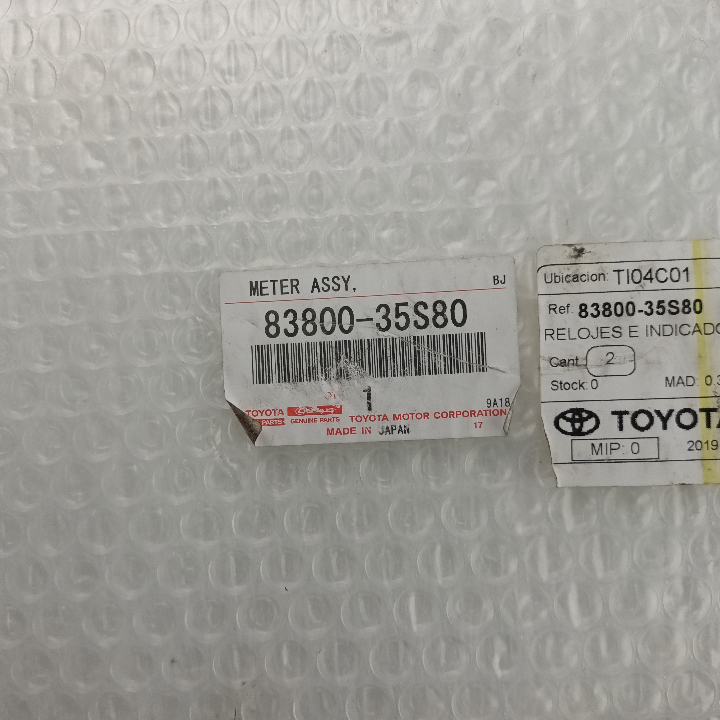 METER ASSY,
BJ
83800-35S80
1
9A18
TOYOTA
PARTS
GENUINE PARTS
TOYOTA MOTOR CORPORATION
MADE IN JAPAN
17
Ubicacion: TI04C01
Ref: 83800-35S80
RELOJES E INDICADO
Cant 2
Stock: 0 MAD: 0.3
TOYOTA
MIP: 0 2019